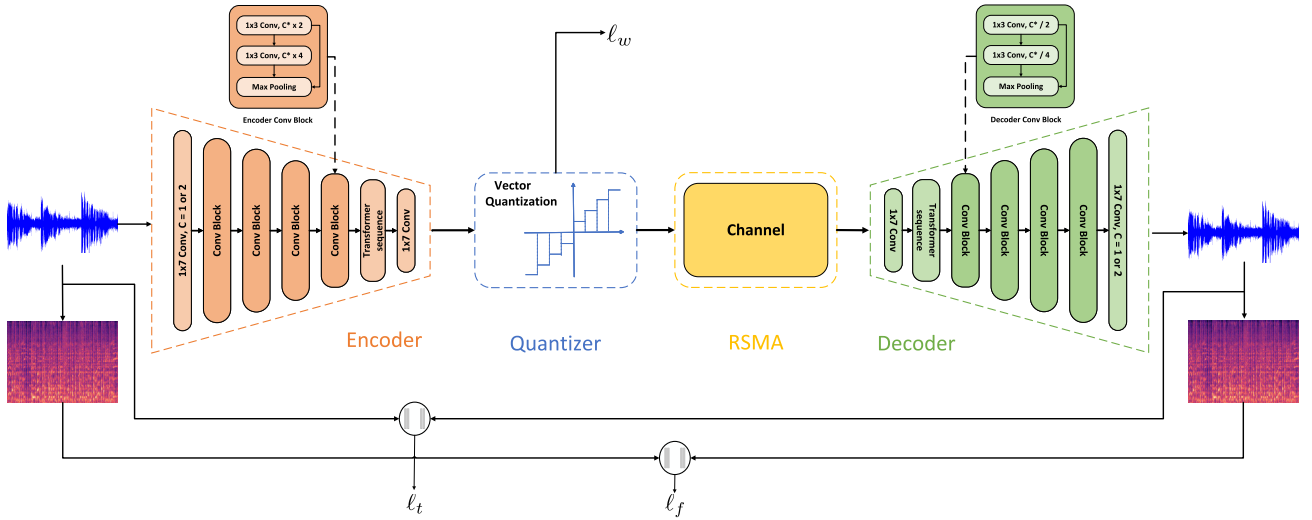 1x3 Conv, C* x 2
1x3 Conv, C* x 4
Max Pooling
Encoder Conv Block
ℓ_w
1x3 Conv, C* / 2
1x3 Conv, C* / 4
Max Pooling
Decoder Conv Block
1x7 Conv, C = 1 or 2
Conv Block
Conv Block
Conv Block
Conv Block
Transformer
sequence
1x7 Conv
Vector
Quantization
Channel
1x7 Conv
Transformer
sequence
Conv Block
Conv Block
Conv Block
Conv Block
1x7 Conv, C = 1 or 2
Encoder
Quantizer
RSMA
Decoder
ℓ_t
ℓ_f